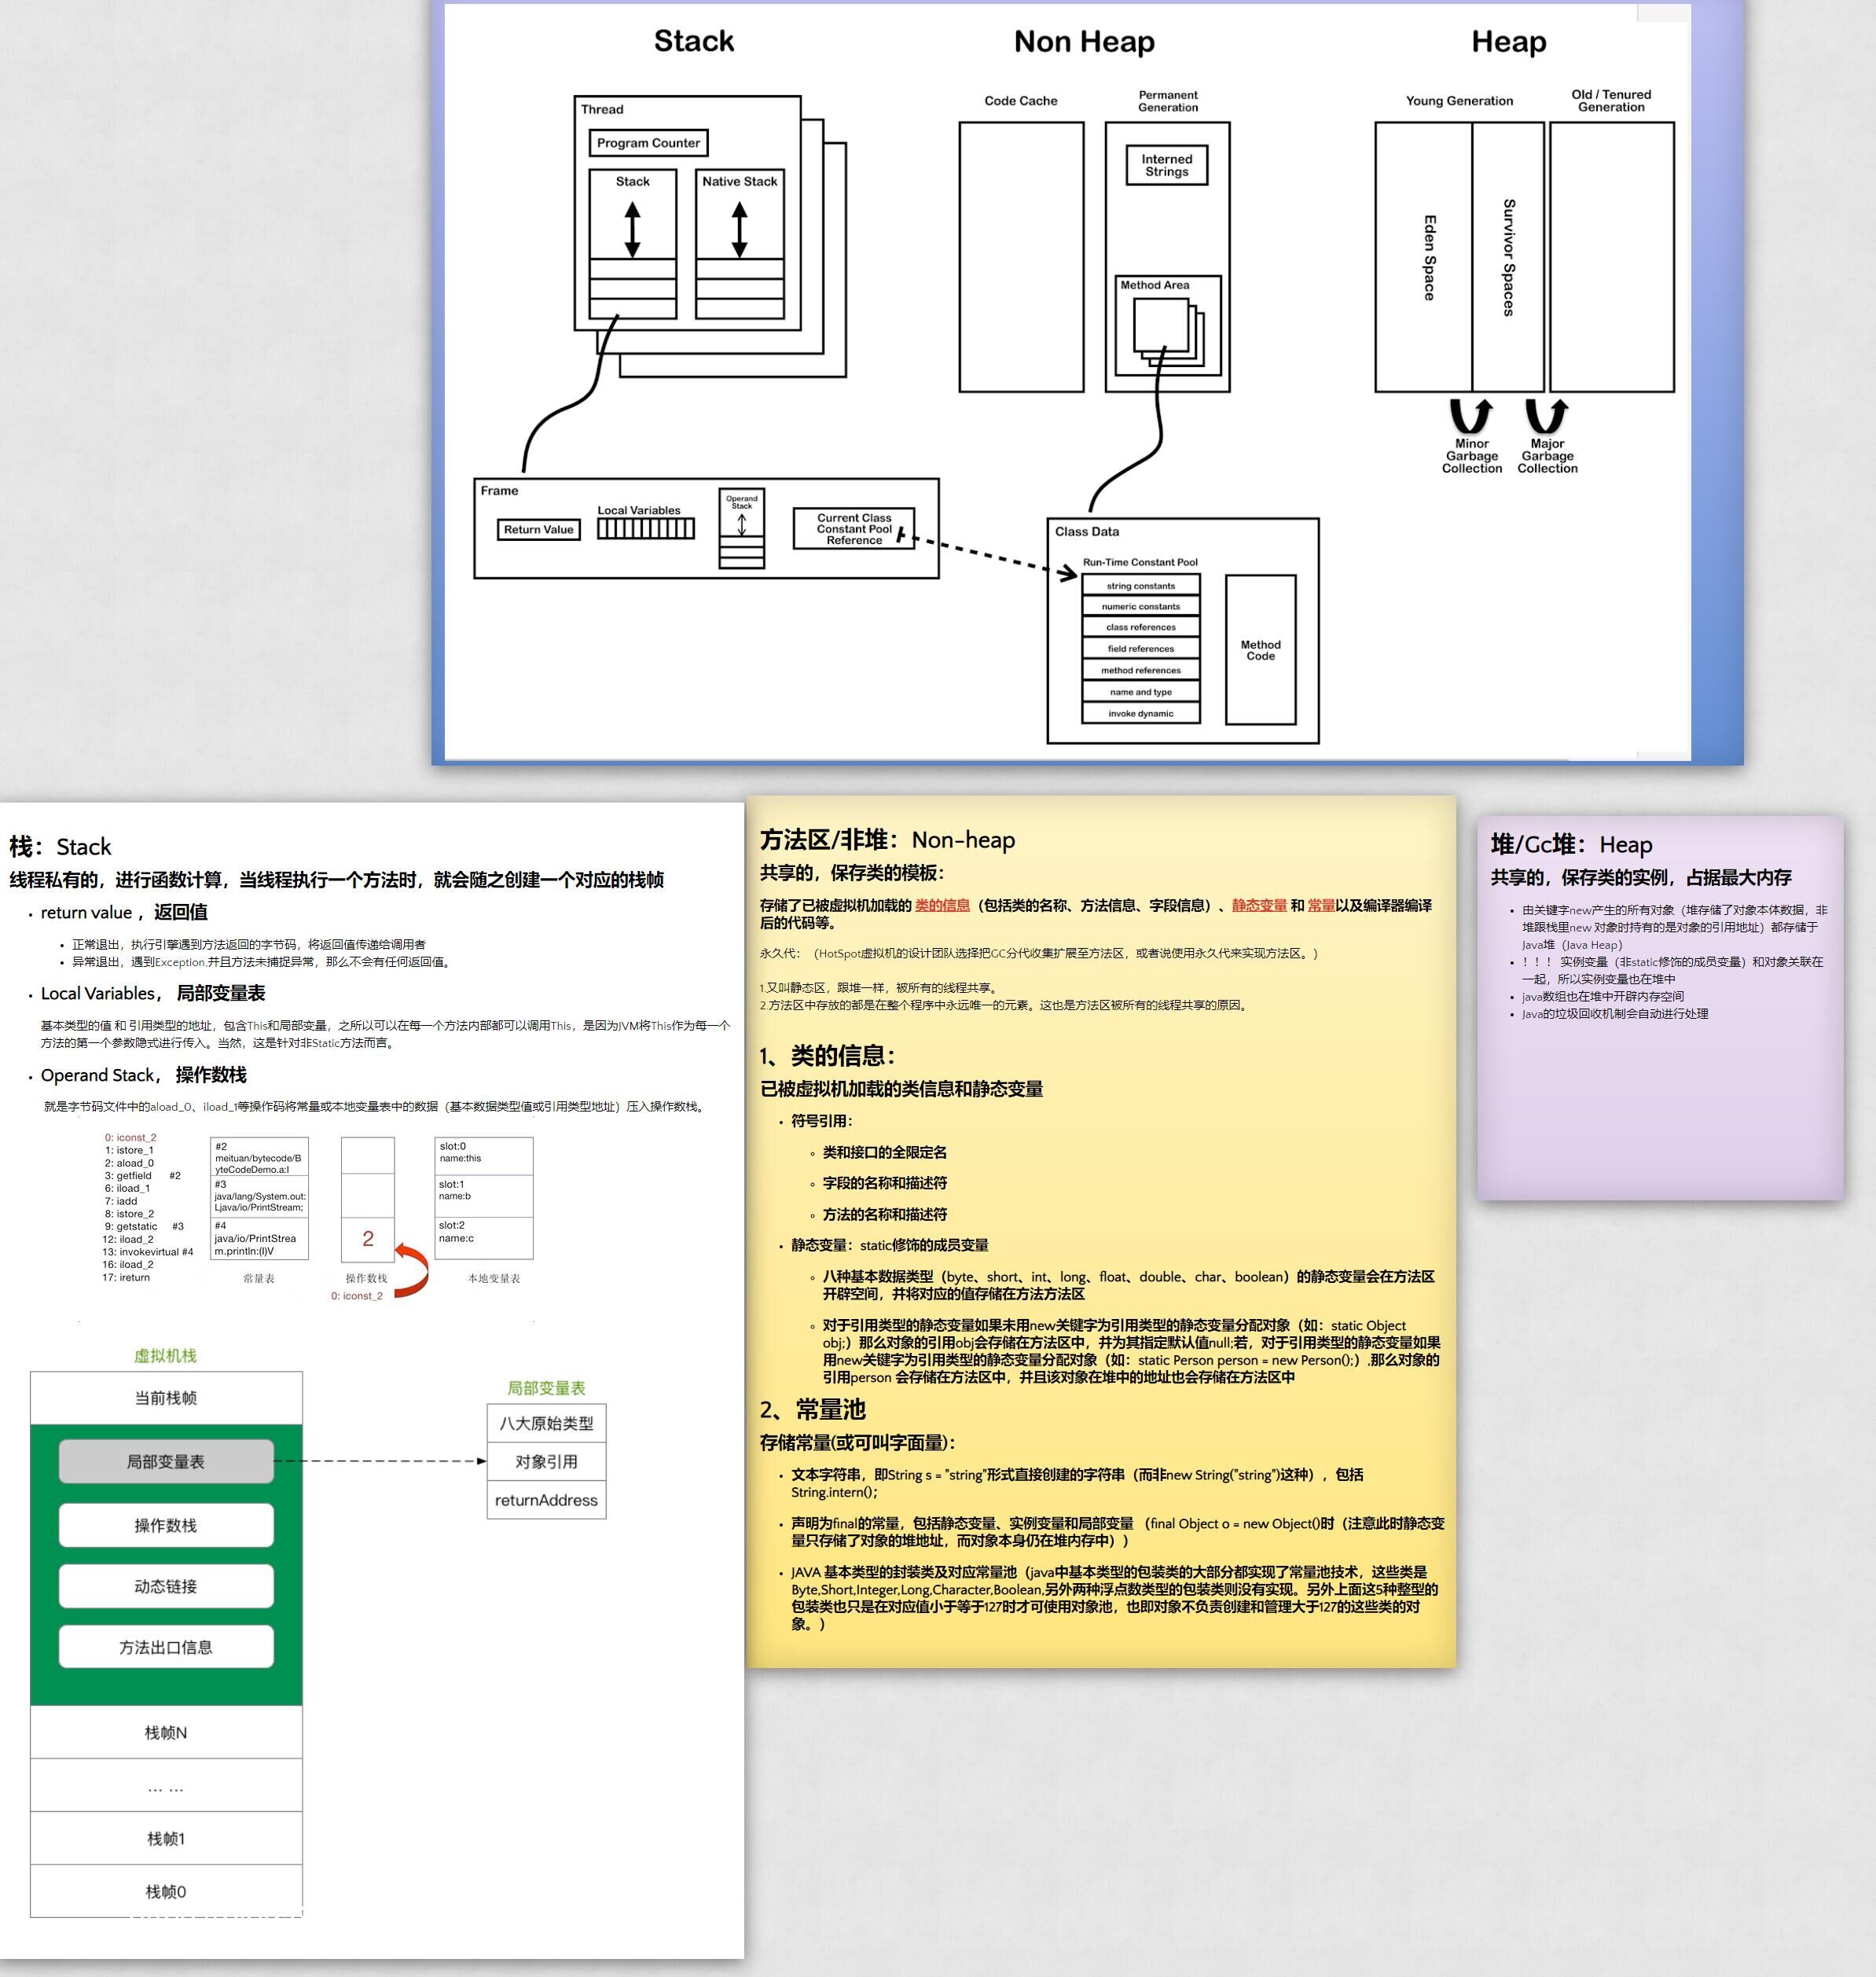 Stack
Non Heap
Heap
Thread
Program Counter
Stack
Native Stack
Code Cache
Permanent
Generation
Interned
Strings
Method Area
Young Generation
Old / Tenured
Generation
Eden Space
Survivor Spaces
Minor
Garbage
Collection
Major
Garbage
Collection
Frame
Return Value
Local Variables
Operand
Stack
Current Class
Constant Pool
Reference
Class Data
Run-Time Constant Pool
string constants
numeric constants
class references
field references
method references
name and type
invoke dynamic
Method
Code
栈：Stack
线程私有的，进行函数计算，当线程执行一个方法时，就会随之创建一个对应的栈帧
• return value ，返回值
• 正常退出，执行引擎遇到方法返回的字节码，将返回值传递给调用者
• 异常退出，遇到Exception,并且方法未捕捉异常，那么不会有任何返回值。
• Local Variables， 局部变量表
基本类型的值 和 引用类型的地址，包含This和局部变量，之所以可以在每一个方法内部都可以调用This，是因为JVM将This作为每一个
方法的第一个参数隐式进行传入。当然，这是针对非Static方法而言。
• Operand Stack， 操作数栈
就是字节码文件中的aload_0、iload_1等操作码将常量或本地变量表中的数据（基本数据类型值或引用类型地址）压入操作数栈。
0: iconst_2
1: istore_1
2: aload_0
3: getfield #2
6: iload_1
7: iadd
8: istore_2
9: getstatic #3
12: iload_2
13: invokevirtual #4
16: iload_2
17: ireturn
#2
meituan/bytecode/B
yteCodeDemo.a:I
#3
java/lang/System.out:
Ljava/io/PrintStream;
#4
java/io/PrintStrea
m.println:(I)V
常量表
2
操作数栈
0: iconst_2
slot:0
name:this
slot:1
name:b
slot:2
name:c
本地变量表
虚拟机栈
当前栈帧
局部变量表
操作数栈
动态链接
方法出口信息
栈帧N
... ...
栈帧1
栈帧0
局部变量表
八大原始类型
对象引用
returnAddress
方法区/非堆：Non-heap
共享的，保存类的模板：
存储了已被虚拟机加载的 类的信息（包括类的名称、方法信息、字段信息）、静态变量 和 常量以及编译器编译
后的代码等。
永久代：（HotSpot虚拟机的设计团队选择把GC分代收集扩展至方法区，或者说使用永久代来实现方法区。）
1.又叫静态区，跟堆一样，被所有的线程共享。
2.方法区中存放的都是在整个程序中永远唯一的元素。这也是方法区被所有的线程共享的原因。
1、类的信息：
已被虚拟机加载的类信息和静态变量
• 符号引用：
◦ 类和接口的全限定名
◦ 字段的名称和描述符
◦ 方法的名称和描述符
• 静态变量：static修饰的成员变量
◦ 八种基本数据类型（byte、short、int、long、float、double、char、boolean）的静态变量会在方法区
开辟空间，并将对应的值存储在方法方法区
◦ 对于引用类型的静态变量如果未用new关键字为引用类型的静态变量分配对象（如：static Object
obj;）那么对象的引用obj会存储在方法区中，并为其指定默认值null;若，对于引用类型的静态变量如果
用new关键字为引用类型的静态变量分配对象（如：static Person person = new Person();）,那么对象的
引用person 会存储在方法区中，并且该对象在堆中的地址也会存储在方法区中
2、常量池
存储常量(或可叫字面量)：
• 文本字符串，即String s = "string"形式直接创建的字符串（而非new String("string")这种），包括
String.intern();
• 声明为final的常量，包括静态变量、实例变量和局部变量 （final Object o = new Object()时（注意此时静态变
量只存储了对象的堆地址，而对象本身仍在堆内存中））
• JAVA 基本类型的封装类及对应常量池（java中基本类型的包装类的大部分都实现了常量池技术，这些类是
Byte,Short,Integer,Long,Character,Boolean,另外两种浮点数类型的包装类则没有实现。另外上面这5种整型的
包装类也只是在对应值小于等于127时才可使用对象池，也即对象不负责创建和管理大于127的这些类的对
象。）
堆/Gc堆：Heap
共享的，保存类的实例，占据最大内存
• 由关键字new产生的所有对象（堆存储了对象本体数据，非
堆跟栈里new 对象时持有的是对象的引用地址）都存储于
Java堆（Java Heap）
• ！！！ 实例变量（非static修饰的成员变量）和对象关联在
一起，所以实例变量也在堆中
• java数组也在堆中开辟内存空间
• Java的垃圾回收机制会自动进行处理